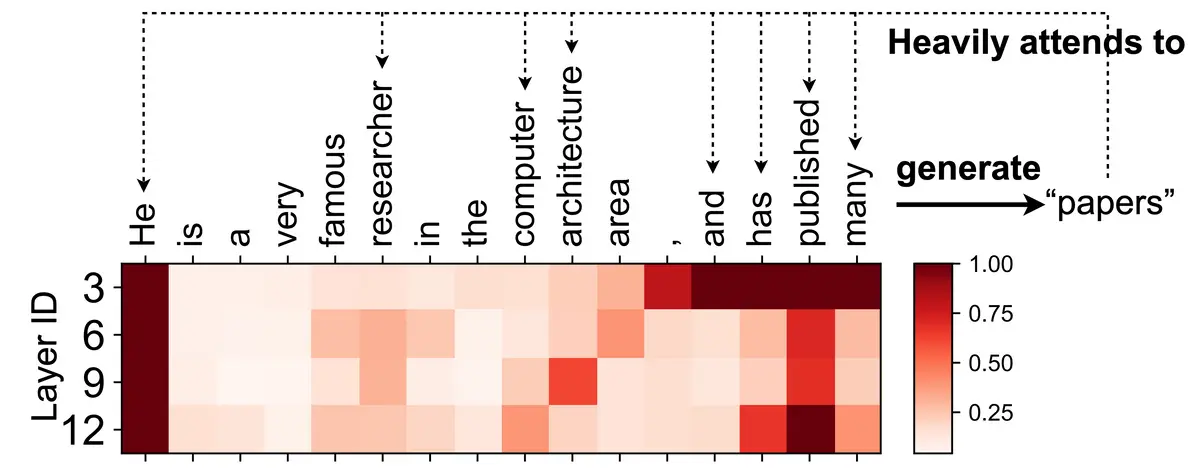 Heavily attends to
He
is
a
very
famous
researcher
in
the
computer
architecture
area
,
and
has
published
many
generate
“papers”
Layer ID
3
6
9
12
1.00
0.75
0.50
0.25